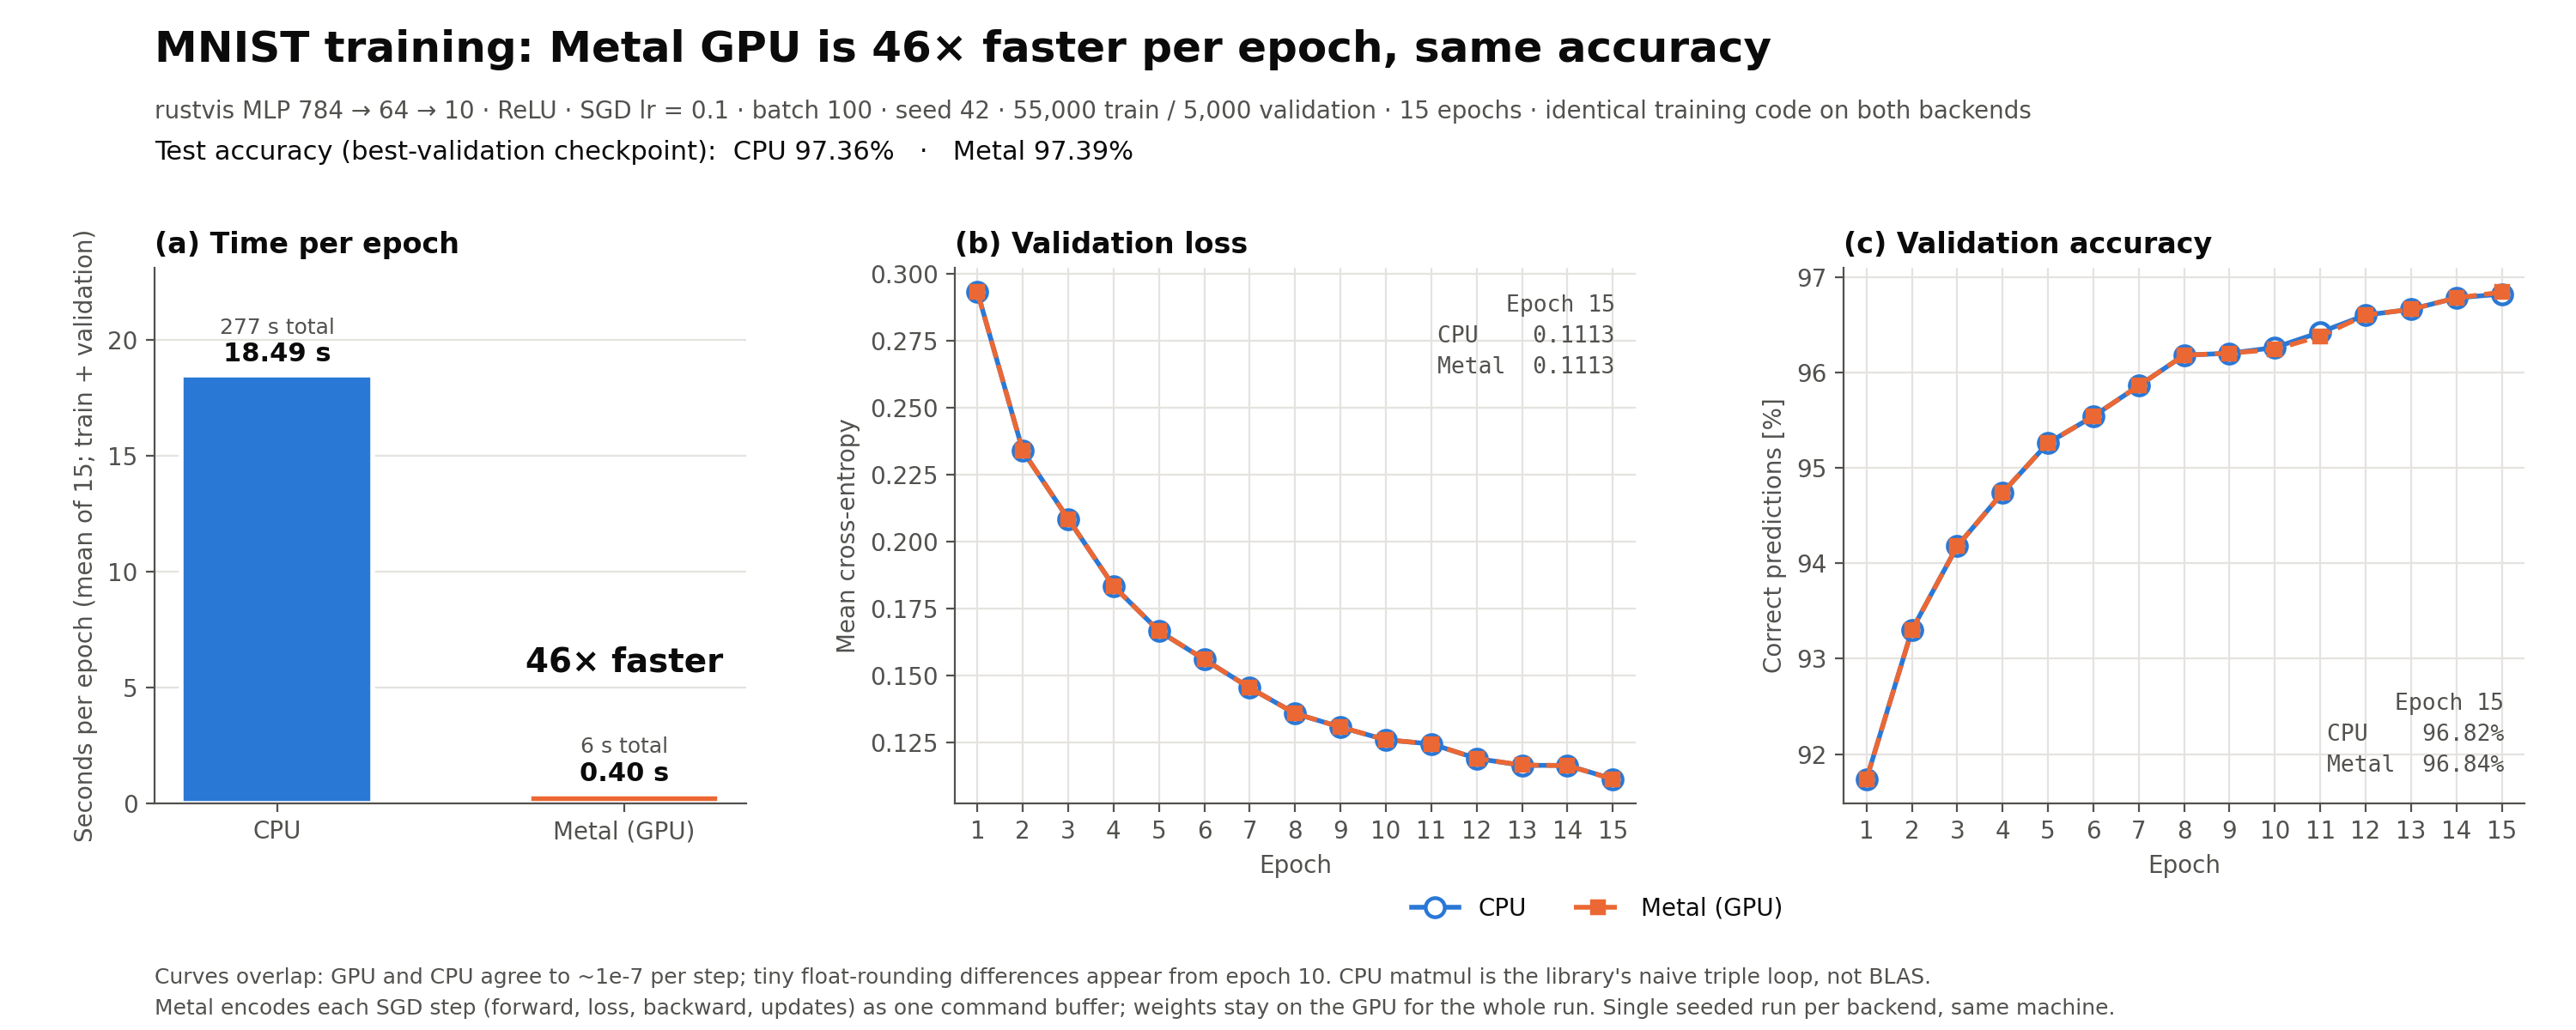 MNIST training: Metal GPU is 46× faster per epoch, same accuracy
rustvis MLP 784 → 64 → 10 · ReLU · SGD lr = 0.1 · batch 100 · seed 42 · 55,000 train / 5,000 validation · 15 epochs · identical training code on both backends
Test accuracy (best-validation checkpoint): CPU 97.36% · Metal 97.39%
(a) Time per epoch
Seconds per epoch (mean of 15; train + validation)
20
15
10
5
0
277 s total
18.49 s
46× faster
6 s total
0.40 s
CPU
Metal (GPU)
(b) Validation loss
Mean cross-entropy
0.300
0.275
0.250
0.225
0.200
0.175
0.150
0.125
Epoch 15
CPU 0.1113
Metal 0.1113
1 2 3 4 5 6 7 8 9 10 11 12 13 14 15
Epoch
(c) Validation accuracy
Correct predictions [%]
97
96
95
94
93
92
Epoch 15
CPU 96.82%
Metal 96.84%
1 2 3 4 5 6 7 8 9 10 11 12 13 14 15
Epoch
CPU Metal (GPU)
Curves overlap: GPU and CPU agree to ~1e-7 per step; tiny float-rounding differences appear from epoch 10. CPU matmul is the library's naive triple loop, not BLAS.
Metal encodes each SGD step (forward, loss, backward, updates) as one command buffer; weights stay on the GPU for the whole run. Single seeded run per backend, same machine.